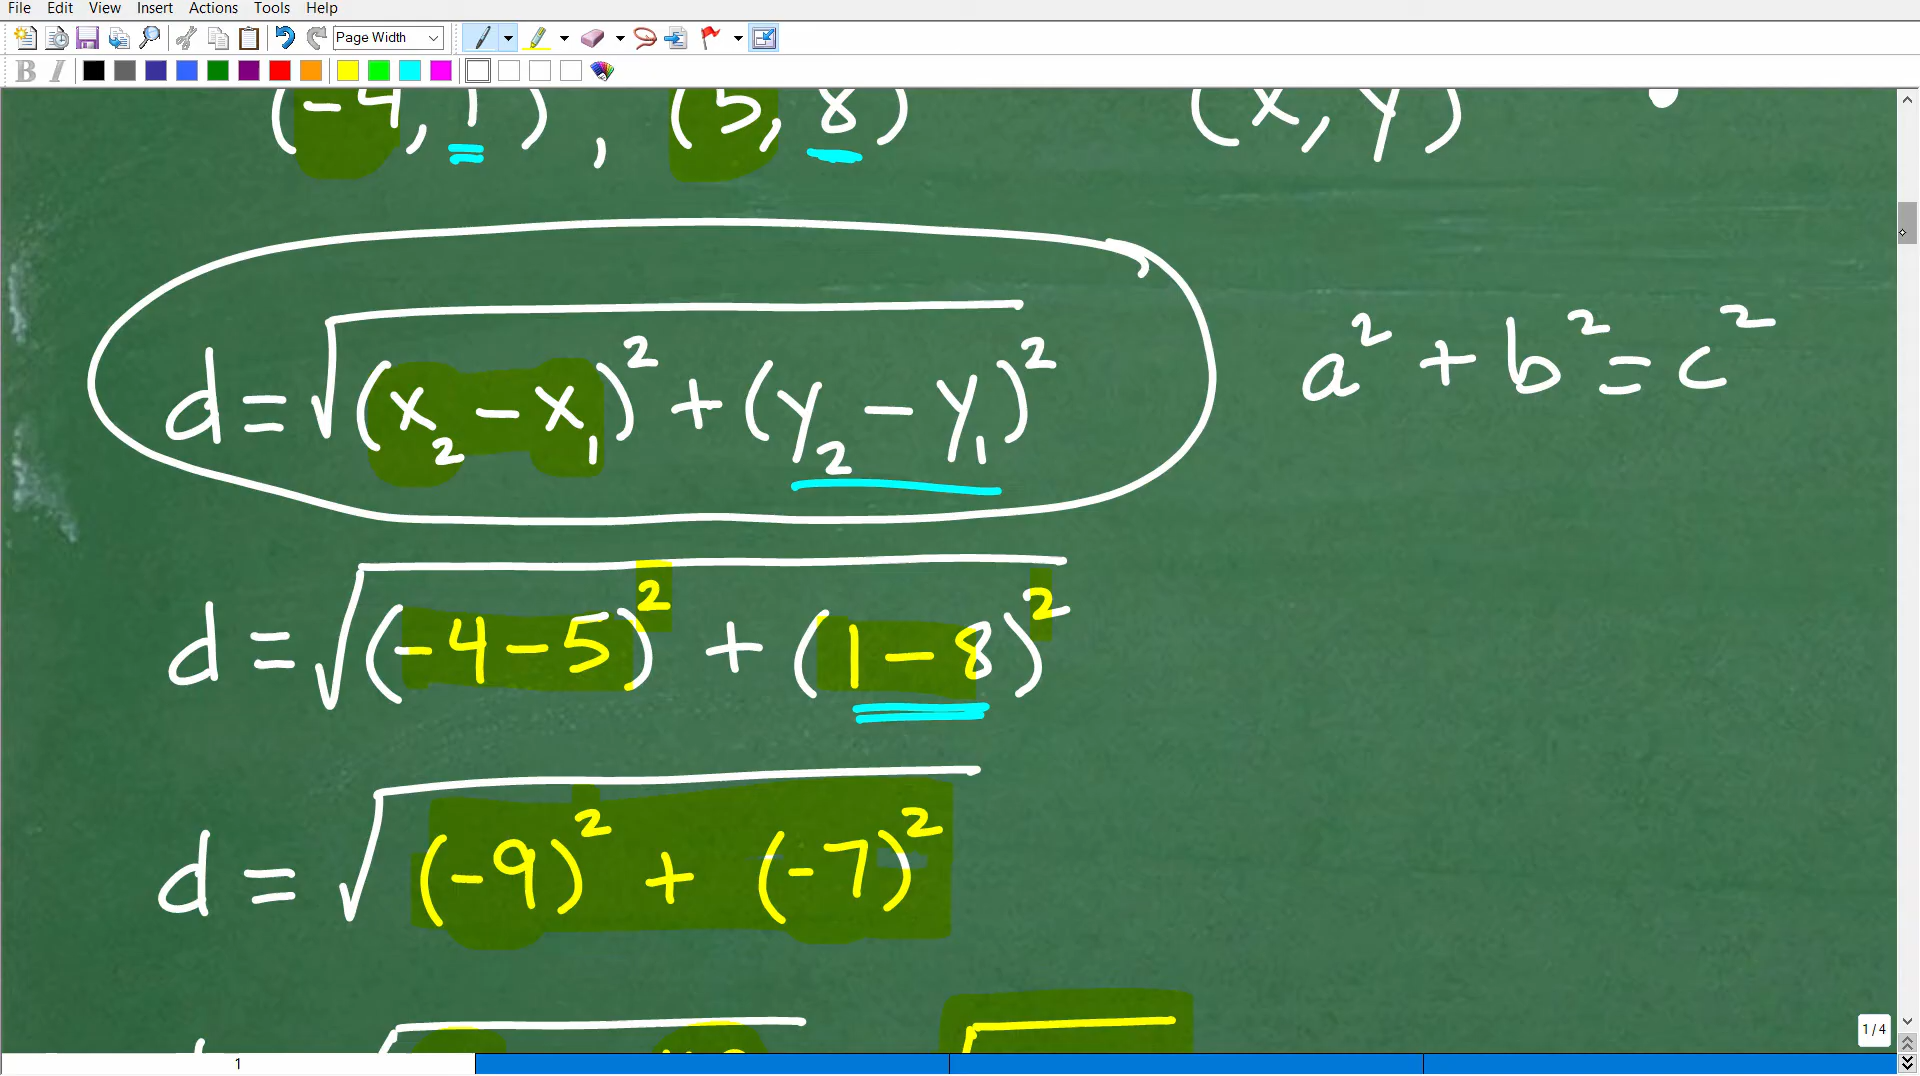 File Edit View Insert Actions Tools Help
Page Width
B I
(-4, 1), (5, 8) (x, y)
d = √(x₂ - x₁)² + (y₂ - y₁)² a² + b² = c²
d = √(-4-5)² + (1-8)²
d = √(-9)² + (-7)²
1/4
1